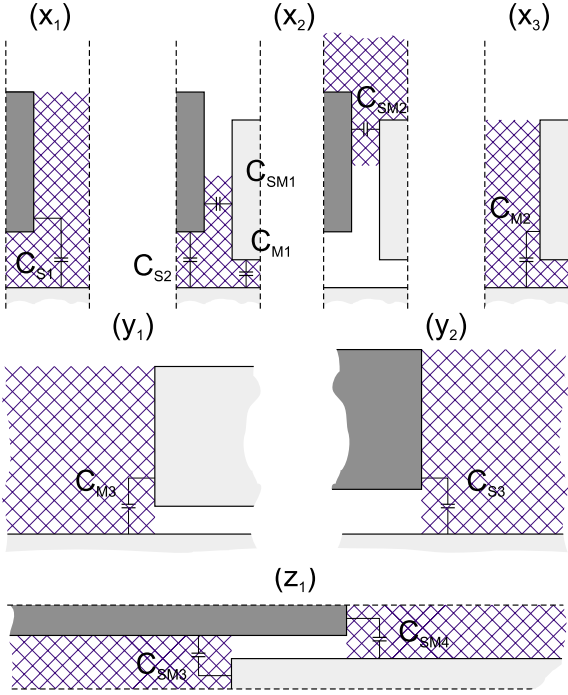 (x1) (x2) (x3)
CSM2
CSM1
CM2
CM1
CS1 CS2
(y1) (y2)
CM3 CS3
(z1)
CSM4
CSM3